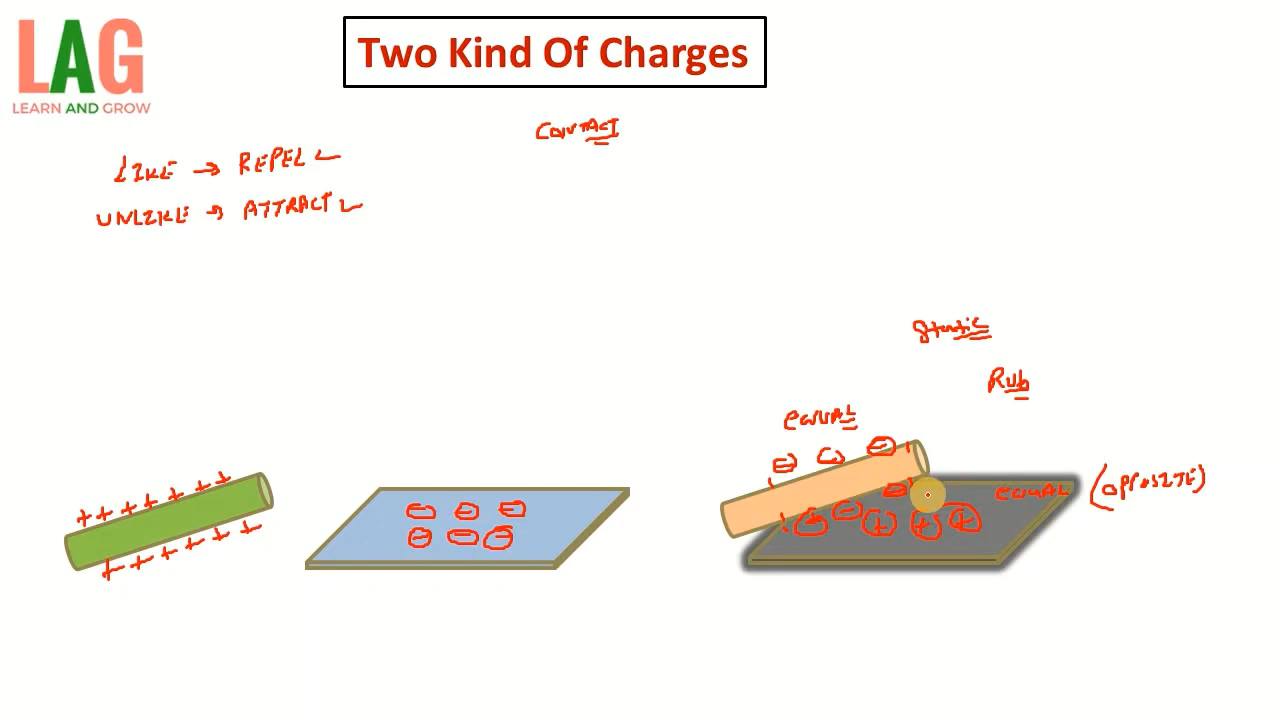 LAG
LEARN AND GROW
Two Kind Of Charges
CONTACT
LIKE → REPEL
UNLIKE → ATTRACT
Static
Rub
EQUAL
+ + + + + + +
+ + + + + +
EQUAL
(OPPOSITE)